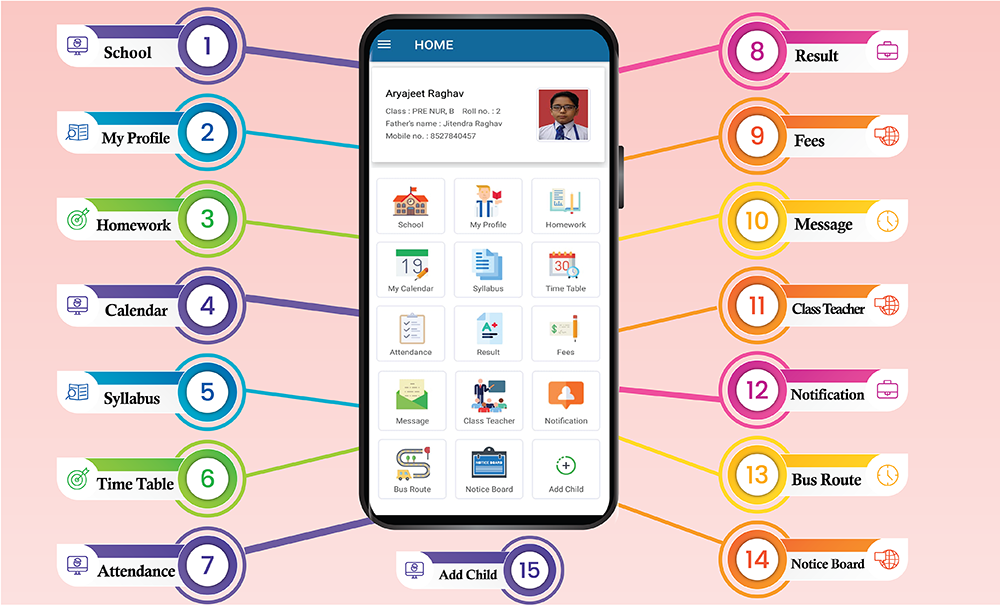 School
1
My Profile
2
Homework
3
Calendar
4
Syllabus
5
Time Table
6
Attendance
7
HOME
Aryajeet Raghav
Class : PRE NUR, B Roll no. : 2
Father's name : Jitendra Raghav
Mobile no. : 8527840457
School
My Profile
Homework
19
30
My Calendar
Syllabus
Time Table
A+
$
Attendance
Result
Fees
Message
Class Teacher
Notification
NOTICE BOARD
Bus Route
Notice Board
Add Child
Add Child
15
8
Result
9
Fees
10
Message
11
Class Teacher
12
Notification
13
Bus Route
14
Notice Board